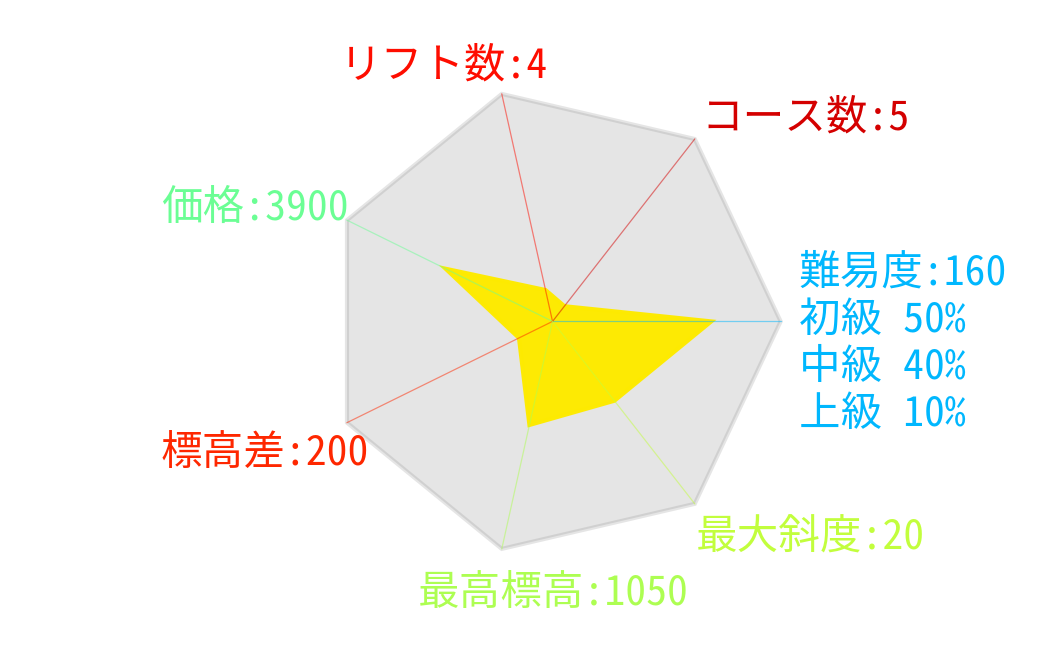 リフト数:4
コース数:5
価格:3900
難易度:160
初級 50%
中級 40%
上級 10%
標高差:200
最大斜度:20
最高標高:1050